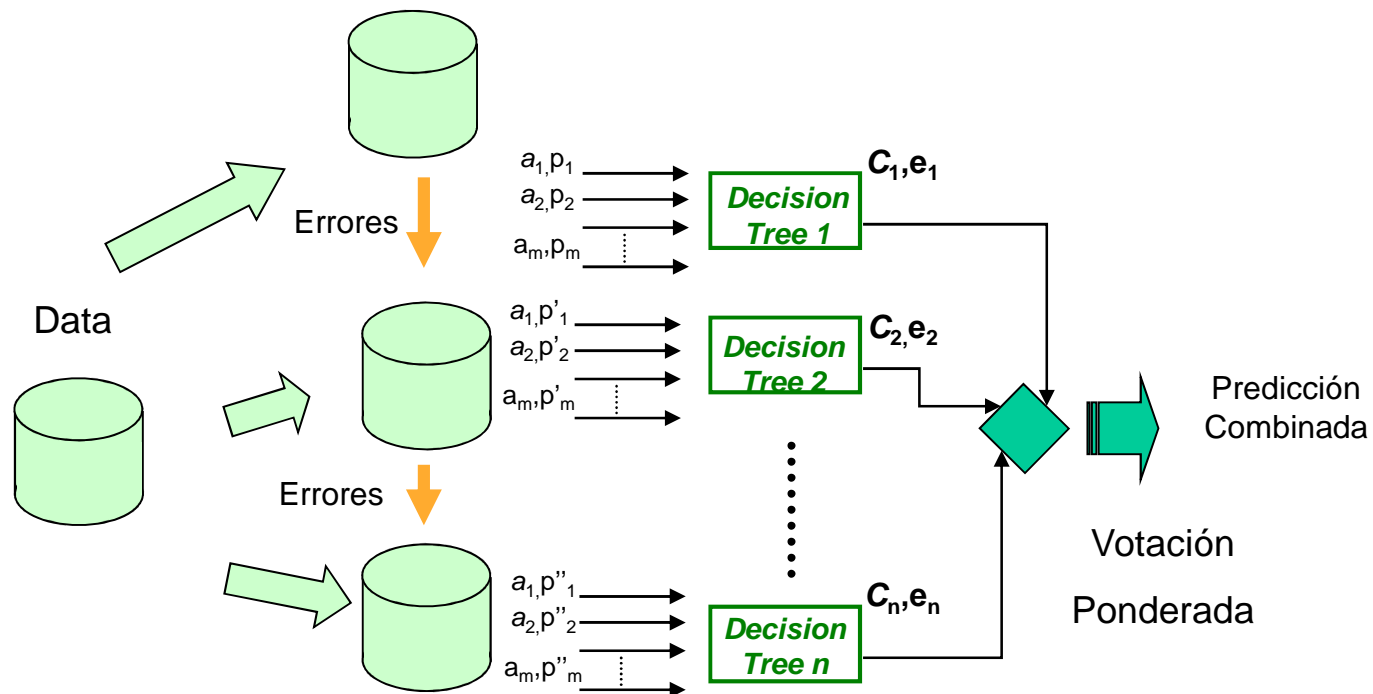 Data
Errores
Errores
a₁,p₁
a₂,p₂
aₘ,pₘ
a₁,p'₁
a₂,p'₂
aₘ,p'ₘ
a₁,p''₁
a₂,p''₂
aₘ,p''ₘ
Decision
Tree 1
C₁,e₁
Decision
Tree 2
C₂,e₂
Decision
Tree n
Cₙ,eₙ
Predicción
Combinada
Votación
Ponderada